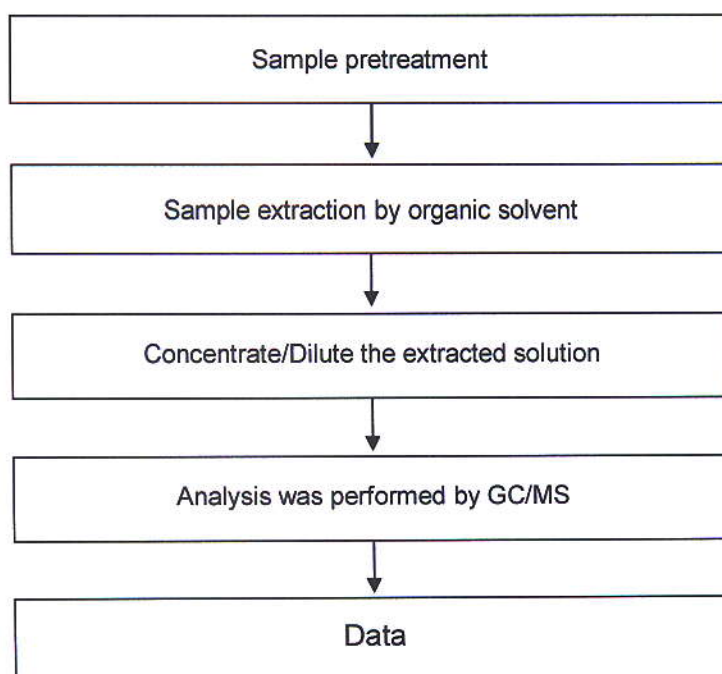 Sample pretreatment
Sample extraction by organic solvent
Concentrate/Dilute the extracted solution
Analysis was performed by GC/MS
Data